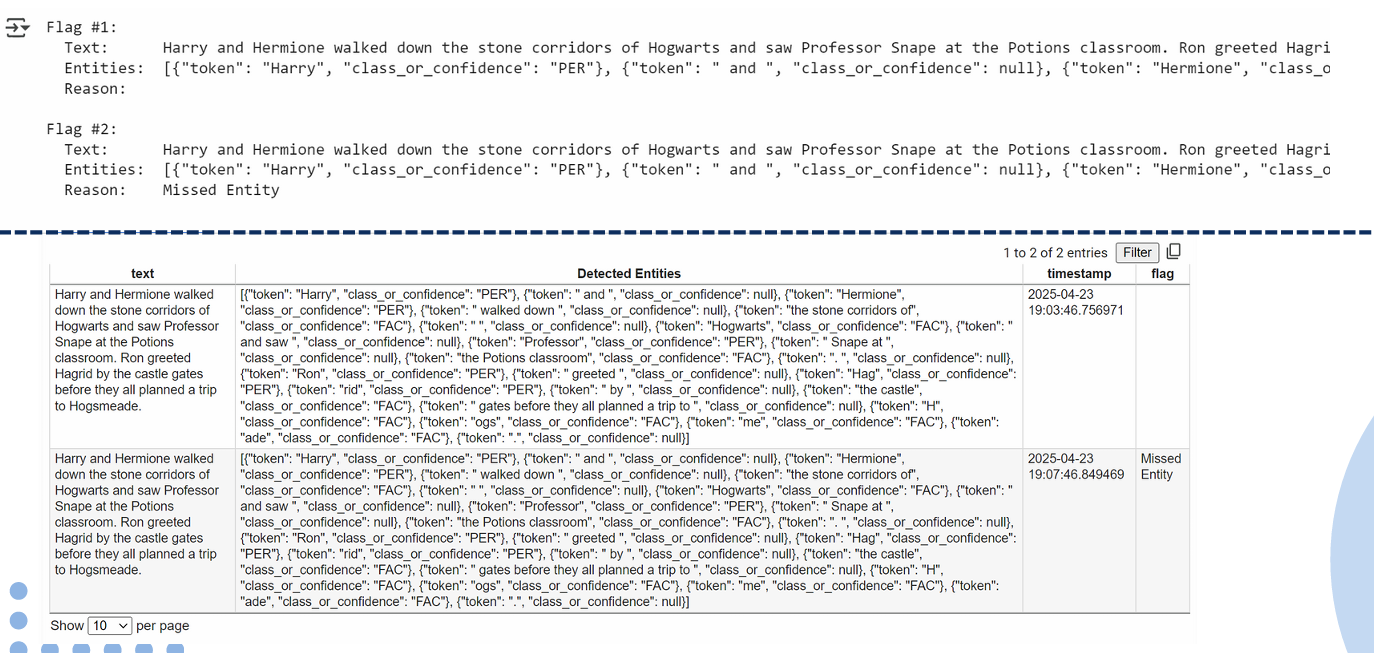 Flag #1:
Text: Harry and Hermione walked down the stone corridors of Hogwarts and saw Professor Snape at the Potions classroom. Ron greeted Hagri
Entities: [{"token": "Harry", "class_or_confidence": "PER"}, {"token": " and ", "class_or_confidence": null}, {"token": "Hermione", "class_o
Reason:
Flag #2:
Text: Harry and Hermione walked down the stone corridors of Hogwarts and saw Professor Snape at the Potions classroom. Ron greeted Hagri
Entities: [{"token": "Harry", "class_or_confidence": "PER"}, {"token": " and ", "class_or_confidence": null}, {"token": "Hermione", "class_o
Reason: Missed Entity
1 to 2 of 2 entries Filter
text Detected Entities timestamp flag
Harry and Hermione walked
down the stone corridors of
Hogwarts and saw Professor
Snape at the Potions
classroom. Ron greeted
Hagrid by the castle gates
before they all planned a trip
to Hogsmeade.
[{"token": "Harry", "class_or_confidence": "PER"}, {"token": " and ", "class_or_confidence": null}, {"token": "Hermione",
"class_or_confidence": "PER"}, {"token": " walked down ", "class_or_confidence": null}, {"token": "the stone corridors of",
"class_or_confidence": "FAC"}, {"token": " ", "class_or_confidence": null}, {"token": "Hogwarts", "class_or_confidence": "FAC"}, {"token": "
and saw ", "class_or_confidence": null}, {"token": "Professor", "class_or_confidence": "PER"}, {"token": " Snape at ",
"class_or_confidence": null}, {"token": "the Potions classroom", "class_or_confidence": "FAC"}, {"token": ". ", "class_or_confidence": null},
{"token": "Ron", "class_or_confidence": "PER"}, {"token": " greeted ", "class_or_confidence": null}, {"token": "Hag", "class_or_confidence":
"PER"}, {"token": "rid", "class_or_confidence": "PER"}, {"token": " by ", "class_or_confidence": null}, {"token": "the castle",
"class_or_confidence": "FAC"}, {"token": " gates before they all planned a trip to ", "class_or_confidence": null}, {"token": "H",
"class_or_confidence": "FAC"}, {"token": "ogs", "class_or_confidence": "FAC"}, {"token": "me", "class_or_confidence": "FAC"}, {"token":
"ade", "class_or_confidence": "FAC"}, {"token": ".", "class_or_confidence": null}]
2025-04-23
19:03:46.756971
Harry and Hermione walked
down the stone corridors of
Hogwarts and saw Professor
Snape at the Potions
classroom. Ron greeted
Hagrid by the castle gates
before they all planned a trip
to Hogsmeade.
[{"token": "Harry", "class_or_confidence": "PER"}, {"token": " and ", "class_or_confidence": null}, {"token": "Hermione",
"class_or_confidence": "PER"}, {"token": " walked down ", "class_or_confidence": null}, {"token": "the stone corridors of",
"class_or_confidence": "FAC"}, {"token": " ", "class_or_confidence": null}, {"token": "Hogwarts", "class_or_confidence": "FAC"}, {"token": "
and saw ", "class_or_confidence": null}, {"token": "Professor", "class_or_confidence": "PER"}, {"token": " Snape at ",
"class_or_confidence": null}, {"token": "the Potions classroom", "class_or_confidence": "FAC"}, {"token": ". ", "class_or_confidence": null},
{"token": "Ron", "class_or_confidence": "PER"}, {"token": " greeted ", "class_or_confidence": null}, {"token": "Hag", "class_or_confidence":
"PER"}, {"token": "rid", "class_or_confidence": "PER"}, {"token": " by ", "class_or_confidence": null}, {"token": "the castle",
"class_or_confidence": "FAC"}, {"token": " gates before they all planned a trip to ", "class_or_confidence": null}, {"token": "H",
"class_or_confidence": "FAC"}, {"token": "ogs", "class_or_confidence": "FAC"}, {"token": "me", "class_or_confidence": "FAC"}, {"token":
"ade", "class_or_confidence": "FAC"}, {"token": ".", "class_or_confidence": null}]
2025-04-23
19:07:46.849469
Missed
Entity
Show 10 per page